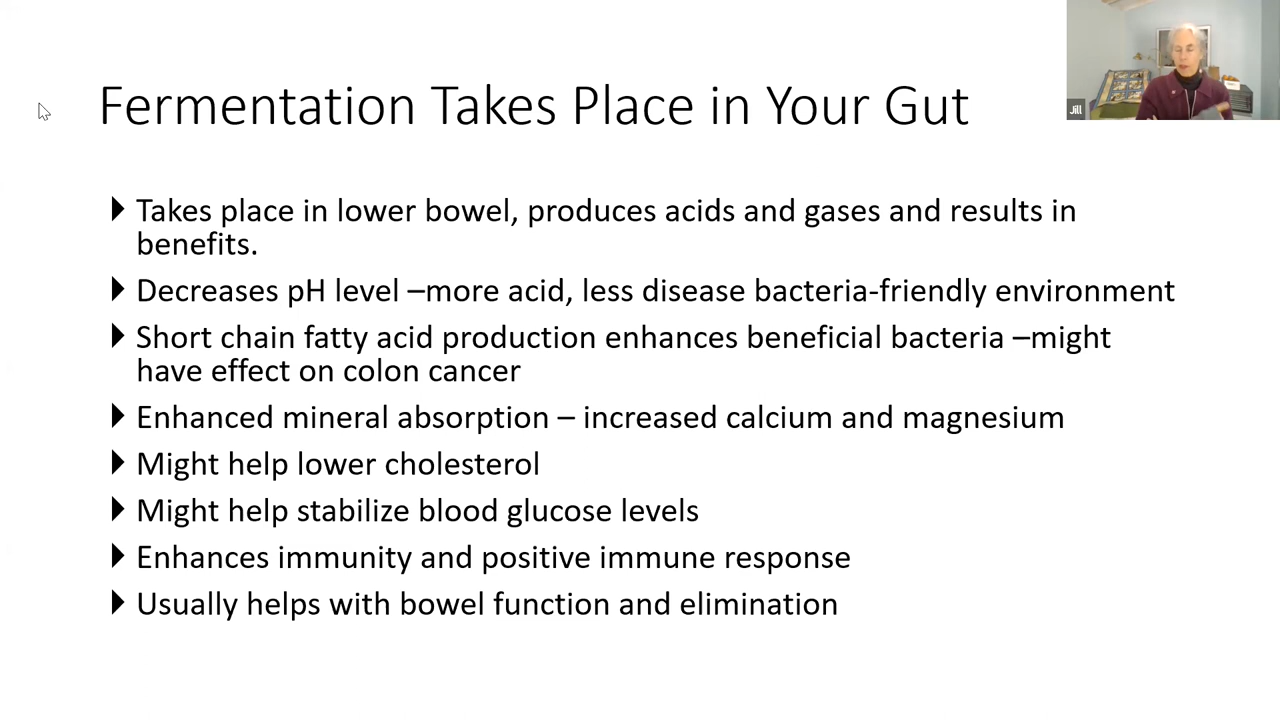 Fermentation Takes Place in Your Gut
Jill
Takes place in lower bowel, produces acids and gases and results in
benefits.
Decreases pH level –more acid, less disease bacteria-friendly environment
Short chain fatty acid production enhances beneficial bacteria –might
have effect on colon cancer
Enhanced mineral absorption – increased calcium and magnesium
Might help lower cholesterol
Might help stabilize blood glucose levels
Enhances immunity and positive immune response
Usually helps with bowel function and elimination